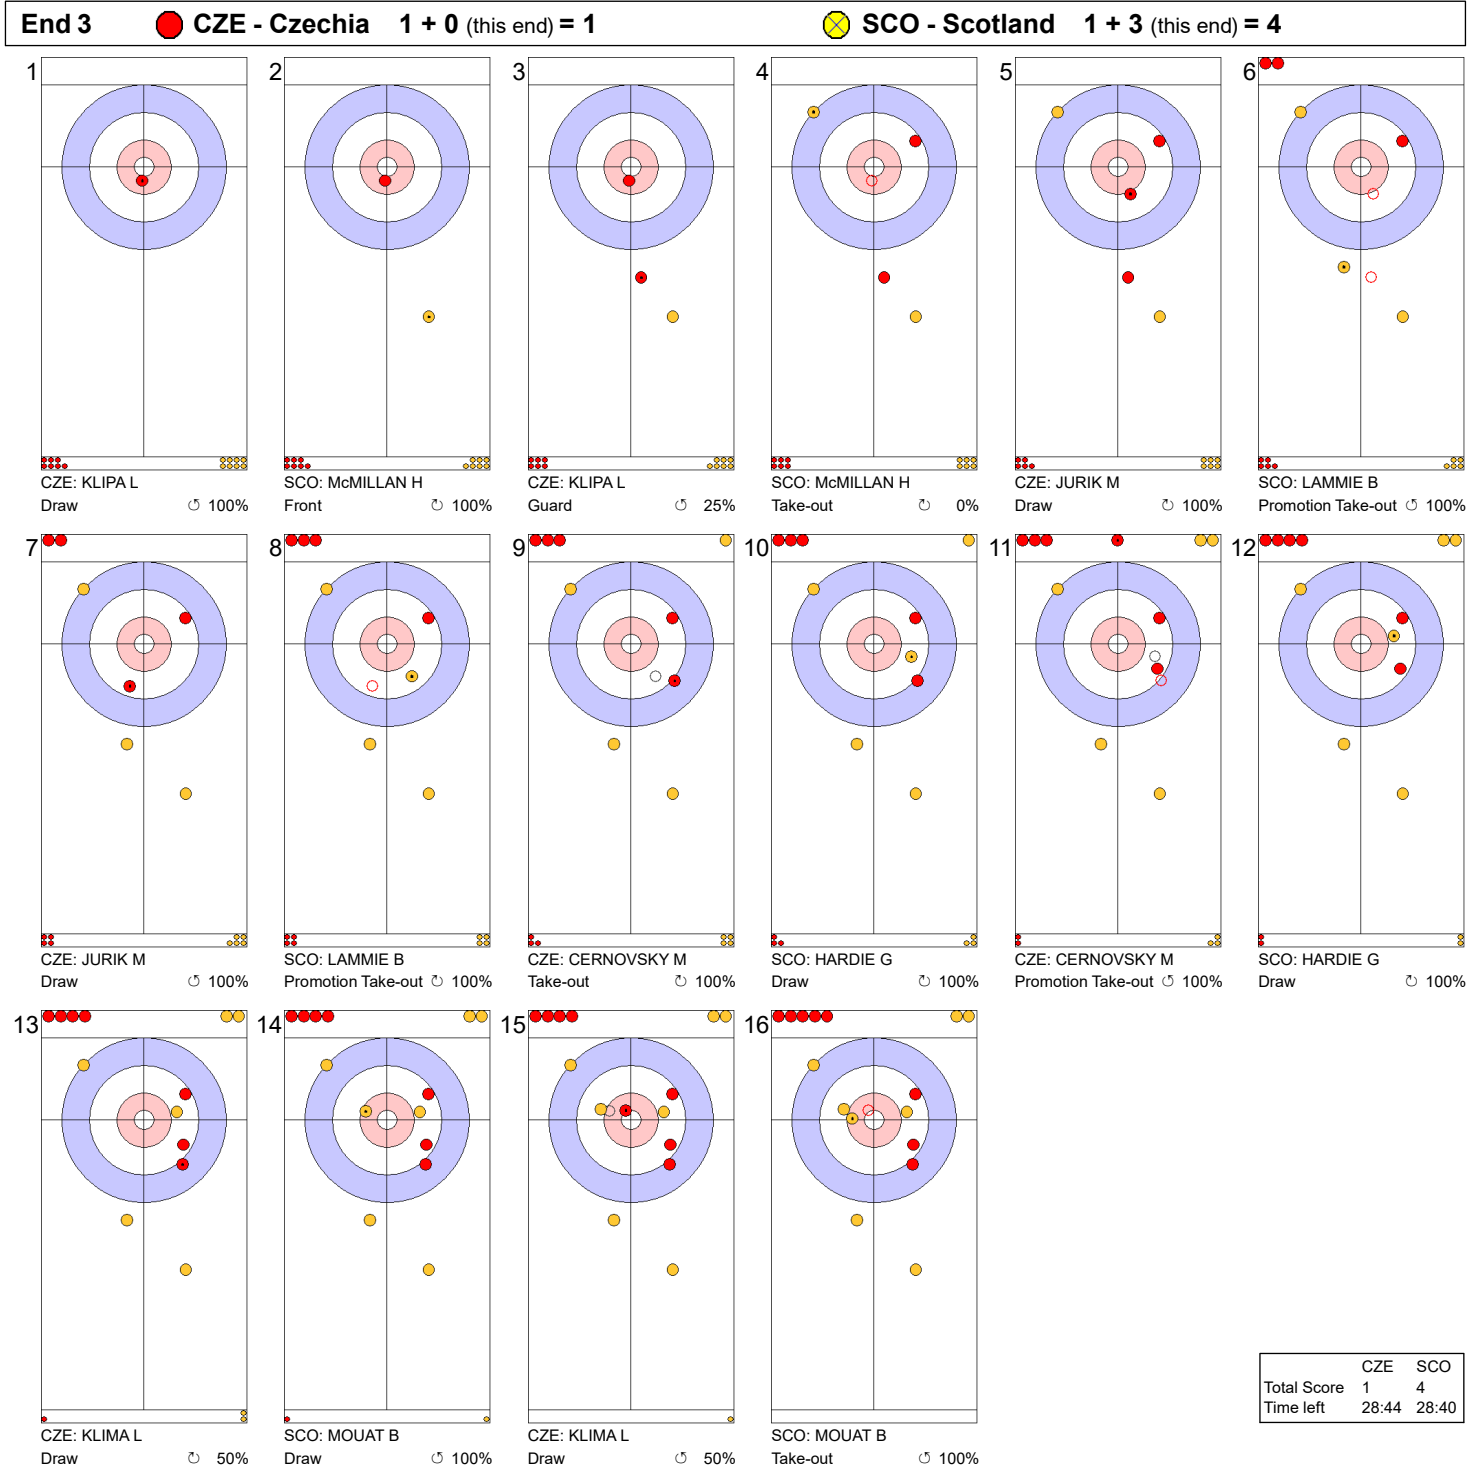 End 3 CZE - Czechia 1 + 0 (this end) = 1 SCO - Scotland 1 + 3 (this end) = 4
1 2 3 4 5 6
CZE: KLIPA L SCO: McMILLAN H CZE: KLIPA L SCO: McMILLAN H CZE: JURIK M SCO: LAMMIE B
Draw ↺ 100% Front ↻ 100% Guard ↺ 25% Take-out ↻ 0% Draw ↻ 100% Promotion Take-out ↺ 100%
7 8 9 10 11 12
CZE: JURIK M SCO: LAMMIE B CZE: CERNOVSKY M SCO: HARDIE G CZE: CERNOVSKY M SCO: HARDIE G
Draw ↺ 100% Promotion Take-out ↻ 100% Take-out ↻ 100% Draw ↻ 100% Promotion Take-out ↺ 100% Draw ↻ 100%
13 14 15 16
CZE: KLIMA L SCO: MOUAT B CZE: KLIMA L SCO: MOUAT B
Draw ↻ 50% Draw ↺ 100% Draw ↺ 50% Take-out ↺ 100%
CZE SCO
Total Score 1 4
Time left 28:44 28:40